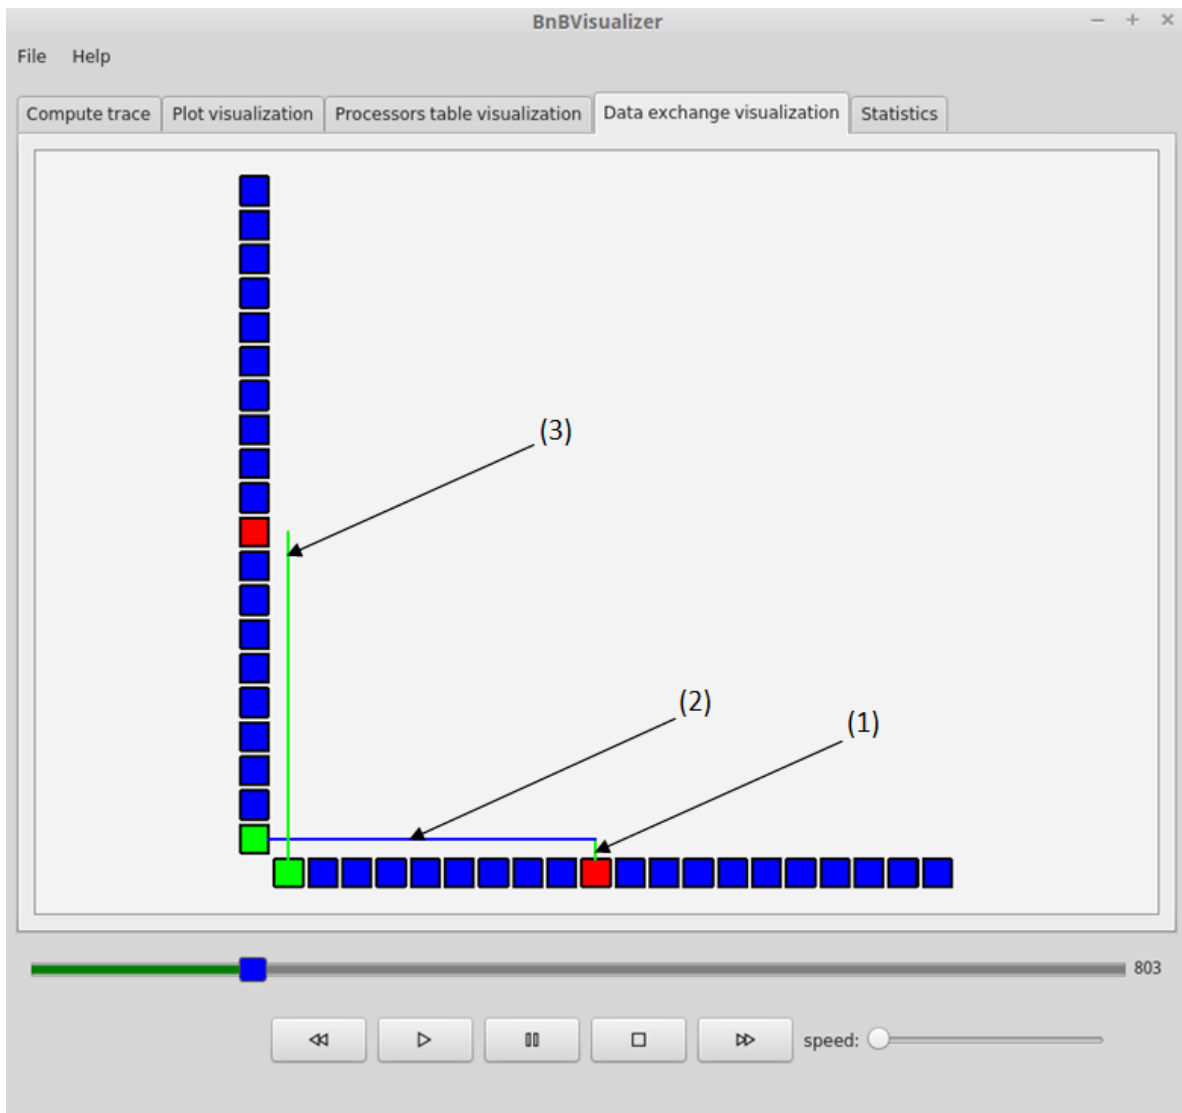 BnBVisualizer
File Help
Compute trace Plot visualization Processors table visualization Data exchange visualization Statistics
(3)
(2)
(1)
803
speed: